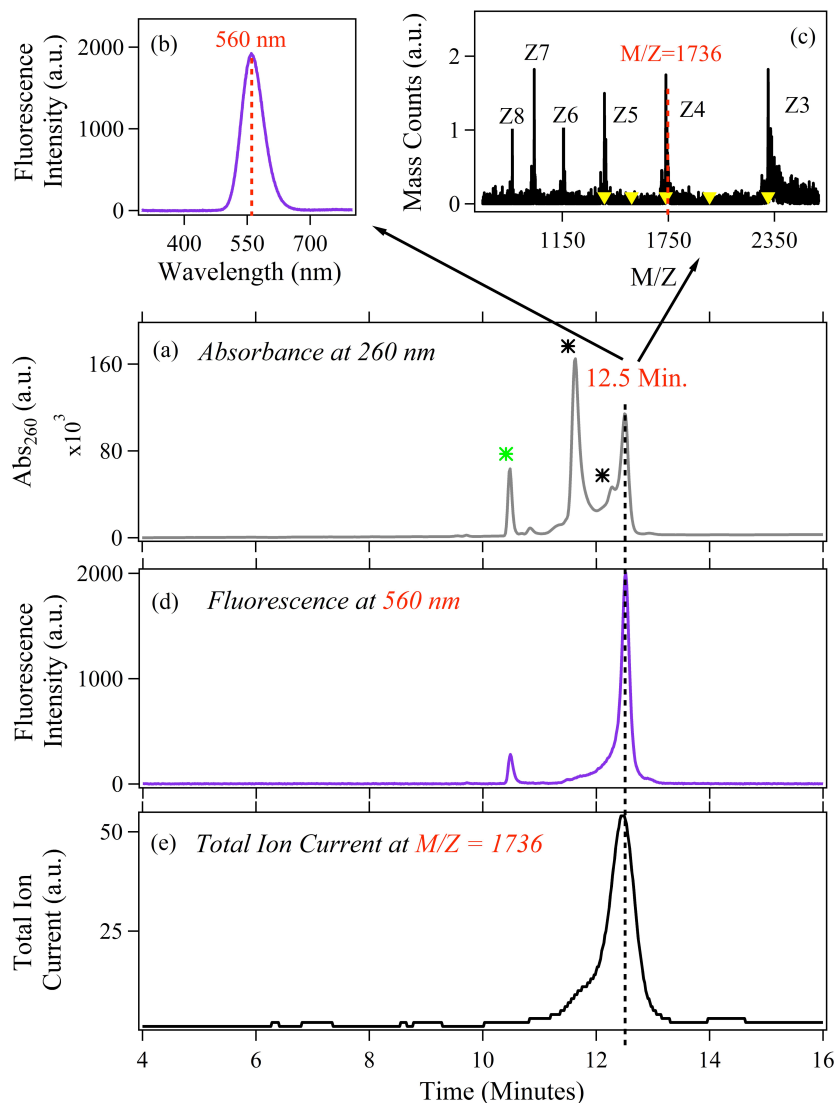 (b)
560 nm
2000
1000
0
Fluorescence
Intensity (a.u.)
400
550
700
Wavelength (nm)
(c)
M/Z=1736
Z8
Z7
Z6
Z5
Z4
Z3
2
1
0
Mass Counts (a.u.)
1150
1750
2350
M/Z
(a)
Absorbance at 260 nm
12.5 Min.
160
80
0
Abs260 (a.u.)
x10³
(d)
Fluorescence at 560 nm
2000
1000
0
Fluorescence
Intensity (a.u.)
(e)
Total Ion Current at M/Z = 1736
50
25
Total Ion
Current (a.u.)
4
6
8
10
12
14
16
Time (Minutes)